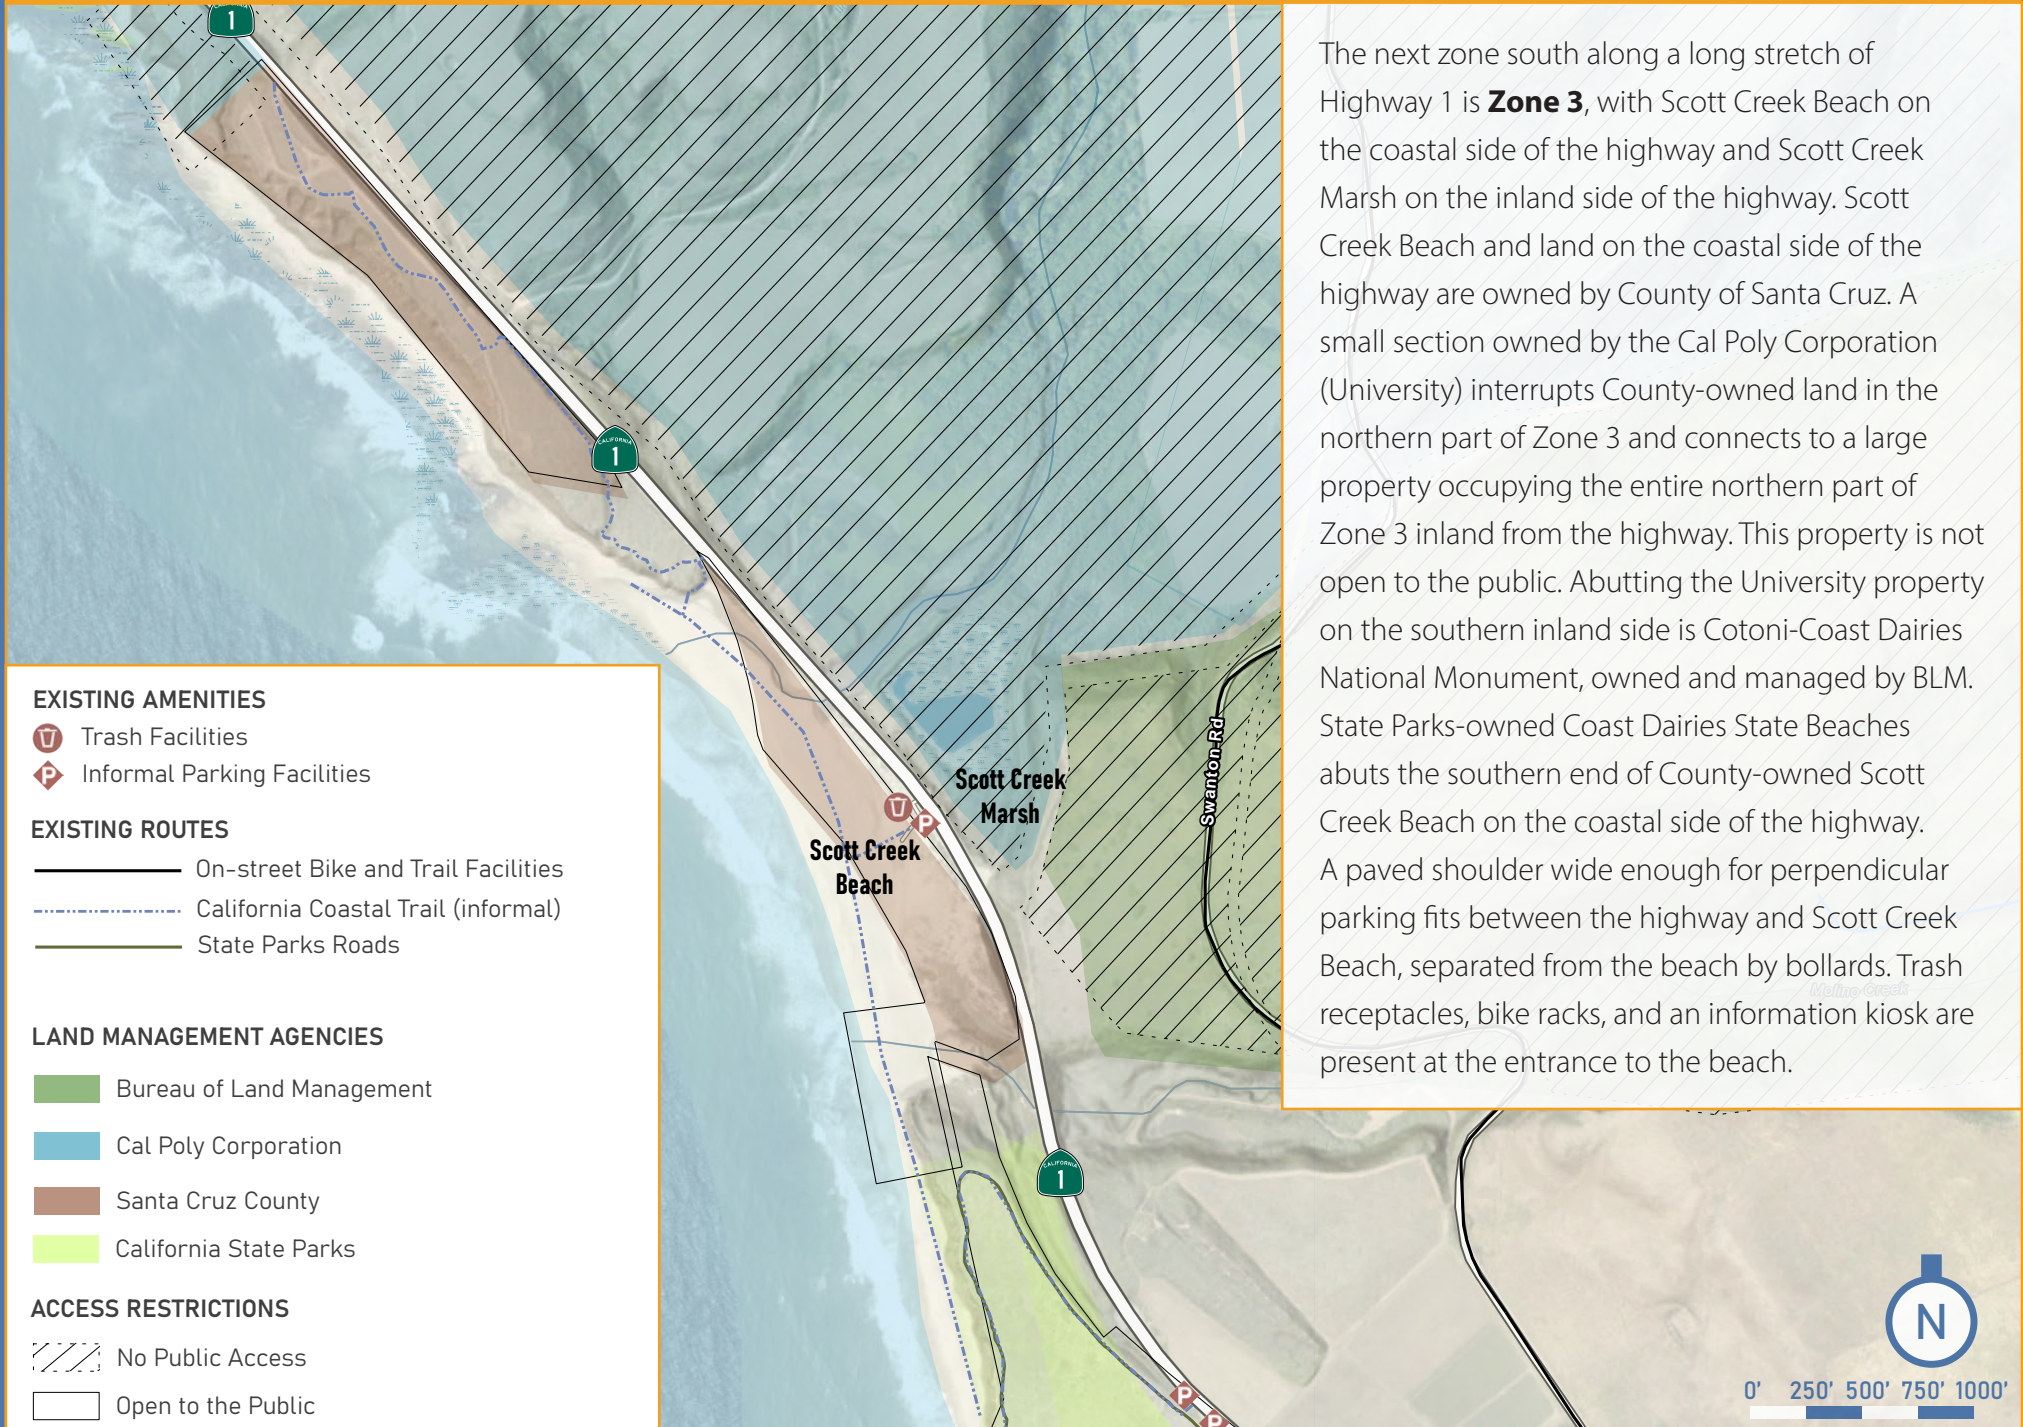 1
The next zone south along a long stretch of
Highway 1 is Zone 3, with Scott Creek Beach on
the coastal side of the highway and Scott Creek
Marsh on the inland side of the highway. Scott
Creek Beach and land on the coastal side of the
highway are owned by County of Santa Cruz. A
small section owned by the Cal Poly Corporation
(University) interrupts County-owned land in the
northern part of Zone 3 and connects to a large
property occupying the entire northern part of
Zone 3 inland from the highway. This property is not
open to the public. Abutting the University property
on the southern inland side is Cotoni-Coast Dairies
National Monument, owned and managed by BLM.
State Parks-owned Coast Dairies State Beaches
abuts the southern end of County-owned Scott
Creek Beach on the coastal side of the highway.
A paved shoulder wide enough for perpendicular
parking fits between the highway and Scott Creek
Beach, separated from the beach by bollards. Trash
receptacles, bike racks, and an information kiosk are
present at the entrance to the beach.
Molino Creek
CALIFORNIA
1
Swanton Rd
Scott Creek
Marsh
P
Scott Creek
Beach
CALIFORNIA
1
P
P
EXISTING AMENITIES
Trash Facilities
P Informal Parking Facilities
EXISTING ROUTES
On-street Bike and Trail Facilities
California Coastal Trail (informal)
State Parks Roads
LAND MANAGEMENT AGENCIES
Bureau of Land Management
Cal Poly Corporation
Santa Cruz County
California State Parks
ACCESS RESTRICTIONS
No Public Access
Open to the Public
N
0' 250' 500' 750' 1000'